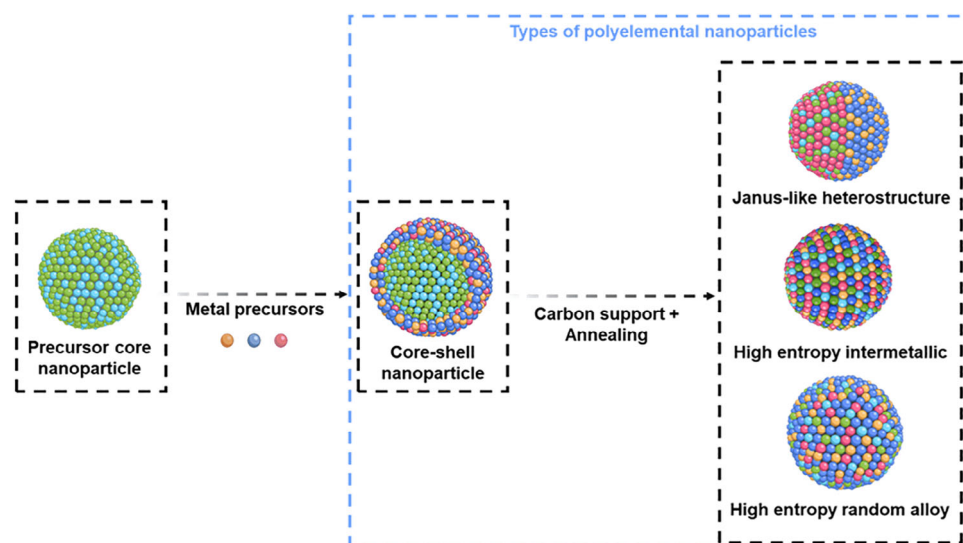 Types of polyelemental nanoparticles
Precursor core
nanoparticle
Metal precursors
Core-shell
nanoparticle
Carbon support +
Annealing
Janus-like heterostructure
High entropy intermetallic
High entropy random alloy